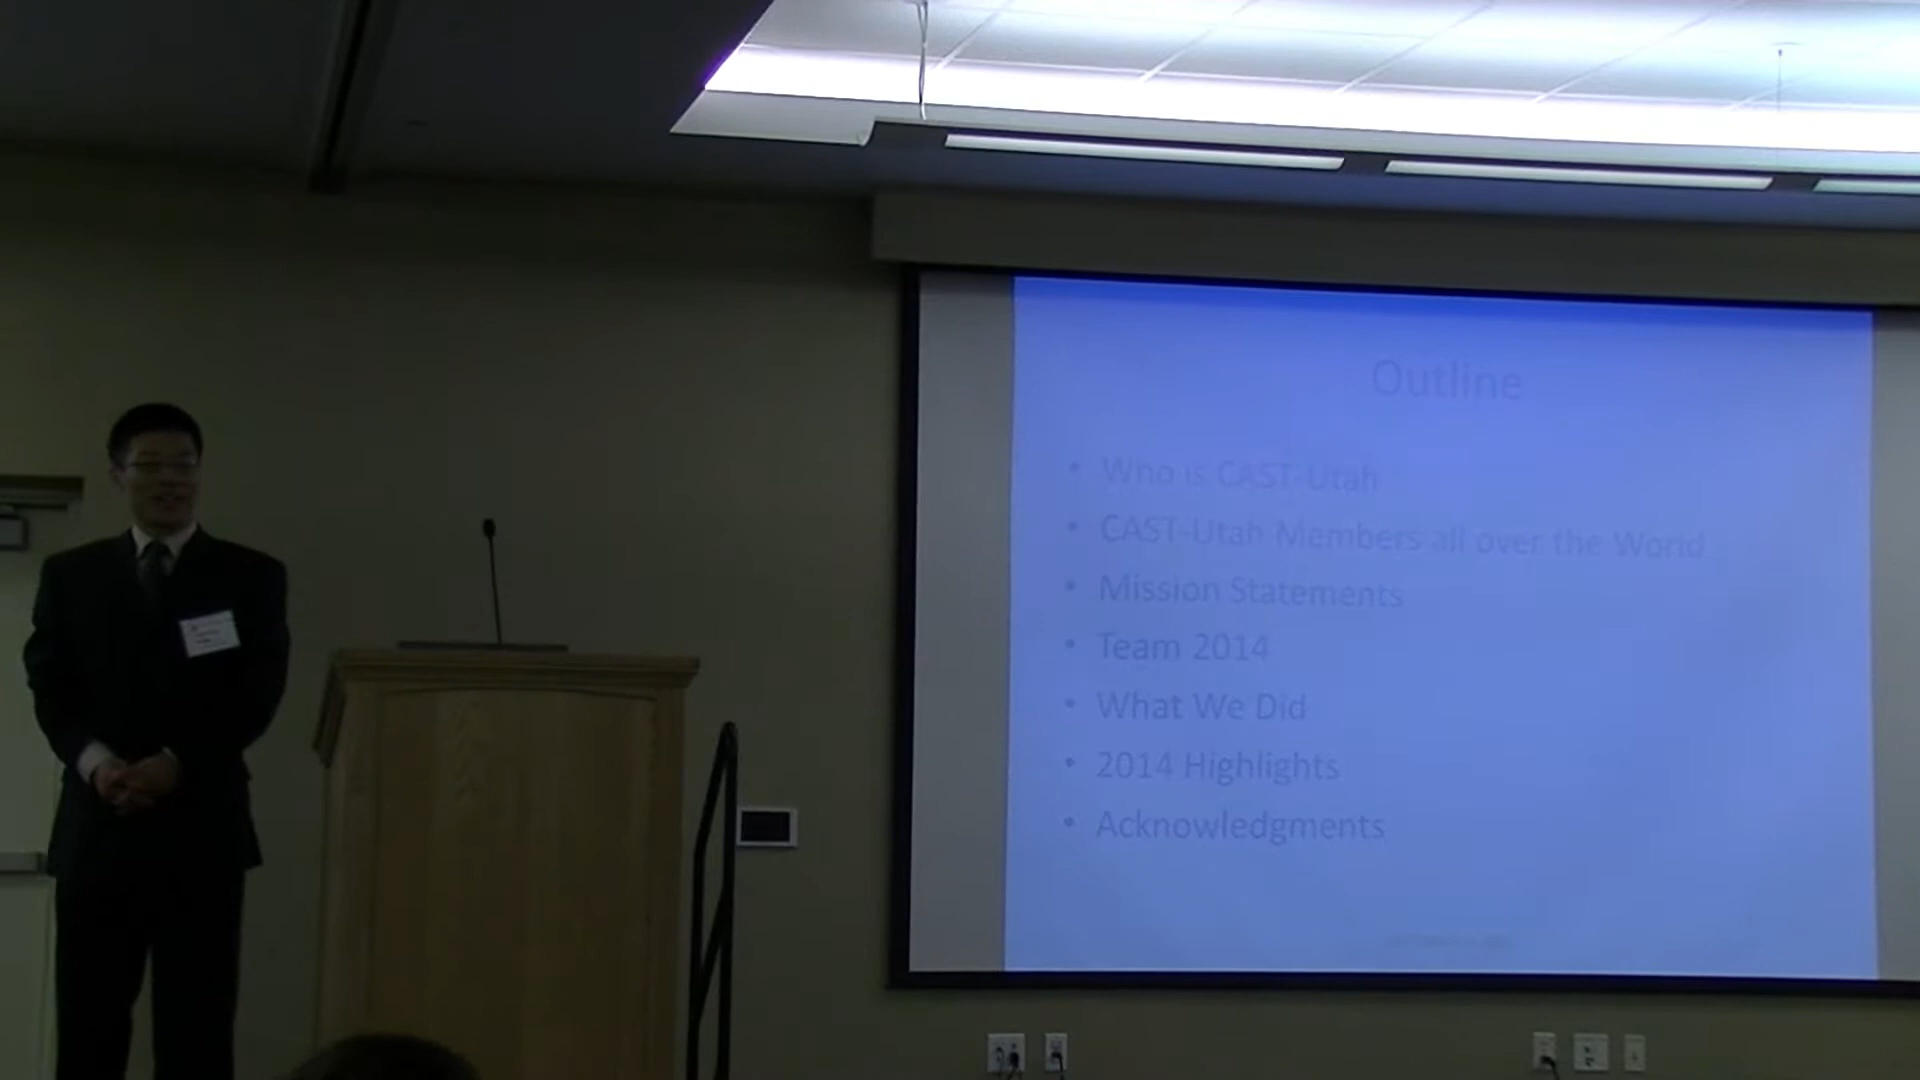 Outline
• Who is CAST-Utah
• CAST-Utah Members all over the World
• Mission Statements
• Team 2014
• What We Did
• 2014 Highlights
• Acknowledgments